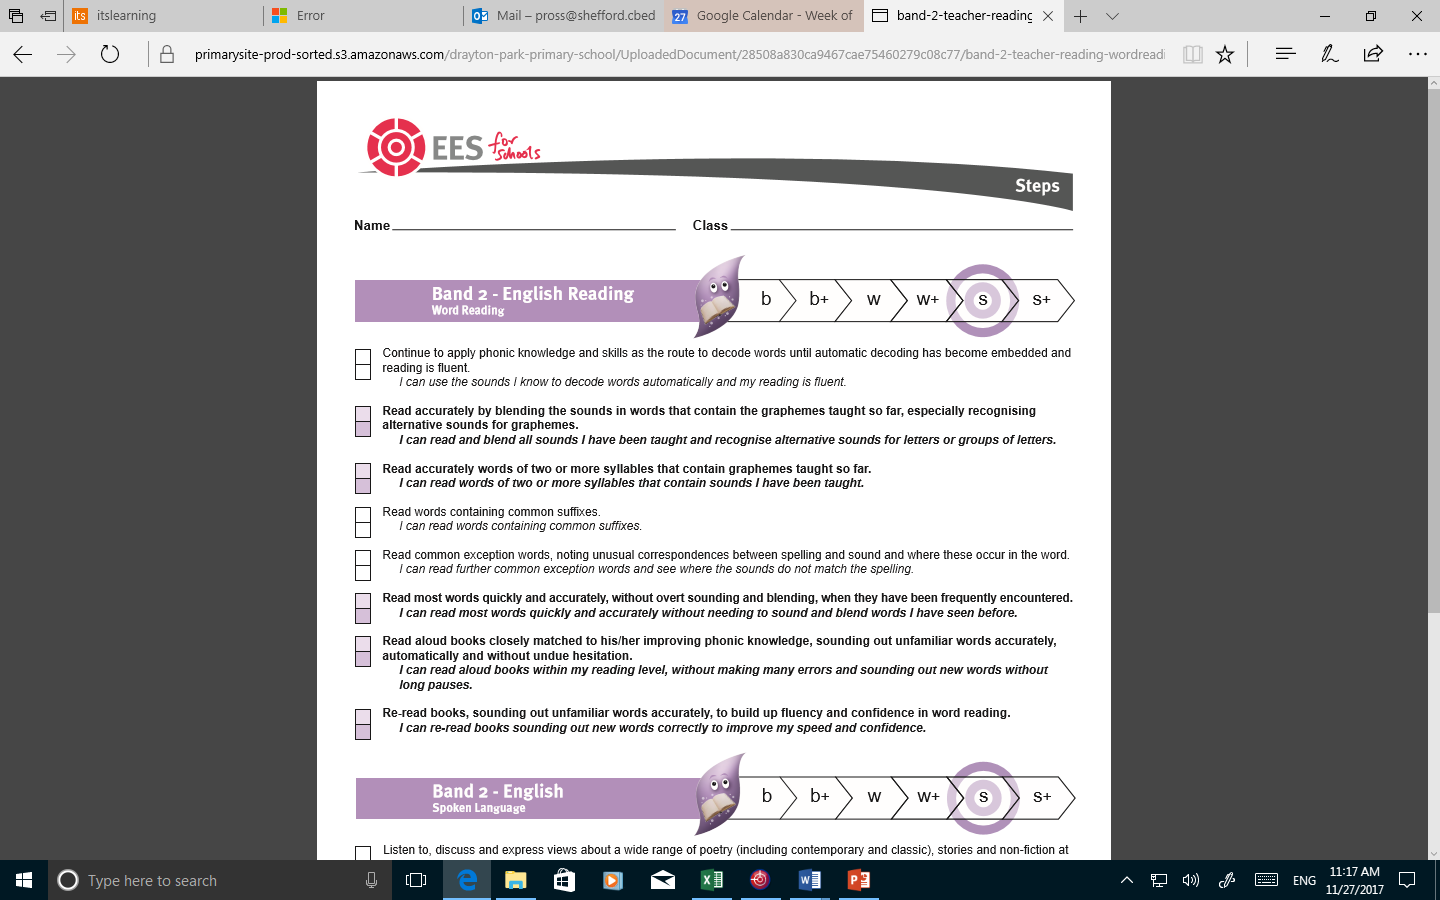 itslearning
Error
Mail – pross@shefford.cbed
Google Calendar - Week of
band-2-teacher-reading
primarysite-prod-sorted.s3.amazonaws.com/drayton-park-primary-school/UploadedDocument/28508a830ca9467cae75460279c08c77/band-2-teacher-reading-wordreadi
EES for Schools
Steps
Name Class
Band 2 - English Reading
Word Reading
b b+ w w+ s s+
Continue to apply phonic knowledge and skills as the route to decode words until automatic decoding has become embedded and
reading is fluent.
I can use the sounds I know to decode words automatically and my reading is fluent.
Read accurately by blending the sounds in words that contain the graphemes taught so far, especially recognising
alternative sounds for graphemes.
I can read and blend all sounds I have been taught and recognise alternative sounds for letters or groups of letters.
Read accurately words of two or more syllables that contain graphemes taught so far.
I can read words of two or more syllables that contain sounds I have been taught.
Read words containing common suffixes.
I can read words containing common suffixes.
Read common exception words, noting unusual correspondences between spelling and sound and where these occur in the word.
I can read further common exception words and see where the sounds do not match the spelling.
Read most words quickly and accurately, without overt sounding and blending, when they have been frequently encountered.
I can read most words quickly and accurately without needing to sound and blend words I have seen before.
Read aloud books closely matched to his/her improving phonic knowledge, sounding out unfamiliar words accurately,
automatically and without undue hesitation.
I can read aloud books within my reading level, without making many errors and sounding out new words without
long pauses.
Re-read books, sounding out unfamiliar words accurately, to build up fluency and confidence in word reading.
I can re-read books sounding out new words correctly to improve my speed and confidence.
Band 2 - English
Spoken Language
b b+ w w+ s s+
Listen to, discuss and express views about a wide range of poetry (including contemporary and classic), stories and non-fiction at
Type here to search
ENG
11:17 AM
11/27/2017